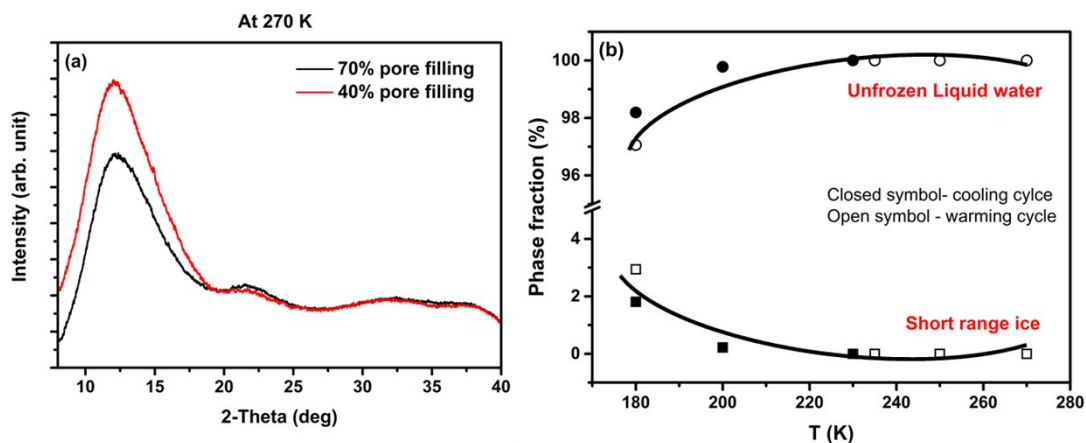 At 270 K
(a)
70% pore filling
40% pore filling
Intensity (arb. unit)
10 15 20 25 30 35 40
2-Theta (deg)
(b)
100
98
96
4
2
0
Phase fraction (%)
Unfrozen Liquid water
Closed symbol- cooling cylce
Open symbol - warming cycle
Short range ice
180 200 220 240 260 280
T (K)